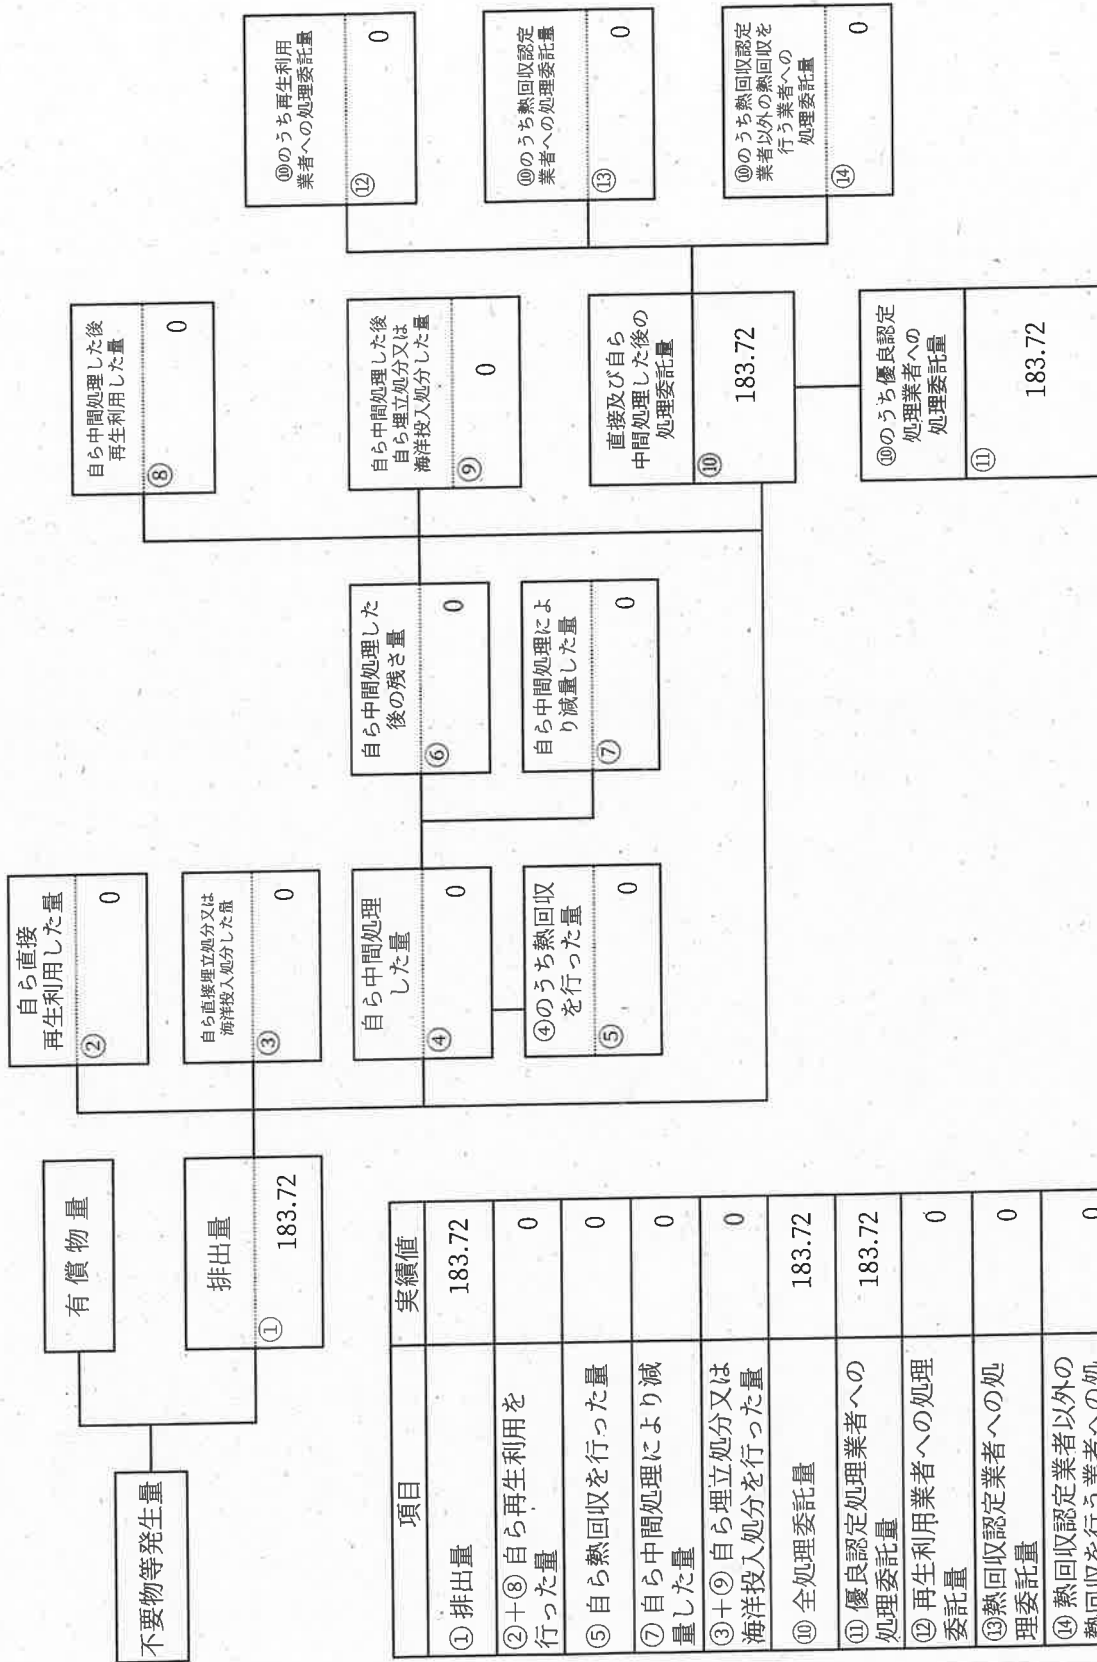 不要物等発生量
有償物量
排出量
①
183.72
自ら直接
再生利用した量
②
0
自ら直接埋立処分又は
海洋投入処分した量
③
0
自ら中間処理
した量
④
0
④のうち熱回収
を行った量
⑤
0
自ら中間処理した
後の残さ量
⑥
0
自ら中間処理によ
り減量した量
⑦
0
自ら中間処理した後
再生利用した量
⑧
0
自ら中間処理した後
自ら埋立処分又は
海洋投入処分した量
⑨
0
直接及び自ら
中間処理した後の
処理委託量
⑩
183.72
⑩のうち優良認定
処理業者への
処理委託量
⑪
183.72
⑩のうち再生利用
業者への処理委託量
⑫
0
⑩のうち熱回収認定
業者への処理委託量
⑬
0
⑩のうち熱回収認定
業者以外の熱回収を
行う業者への
処理委託量
⑭
0
項目 実績値
① 排出量 183.72
②+⑧ 自ら再生利用を
行った量 0
⑤ 自ら熱回収を行った量 0
⑦ 自ら中間処理により減
量した量 0
③+⑨ 自ら埋立処分又は
海洋投入処分を行った量 0
⑩ 全処理委託量 183.72
⑪ 優良認定処理業者への
処理委託量 183.72
⑫ 再生利用業者への処理
委託量 0
⑬熱回収認定業者への処
理委託量 0
⑭ 熱回収認定業者以外の
熱回収を行う業者への処 0